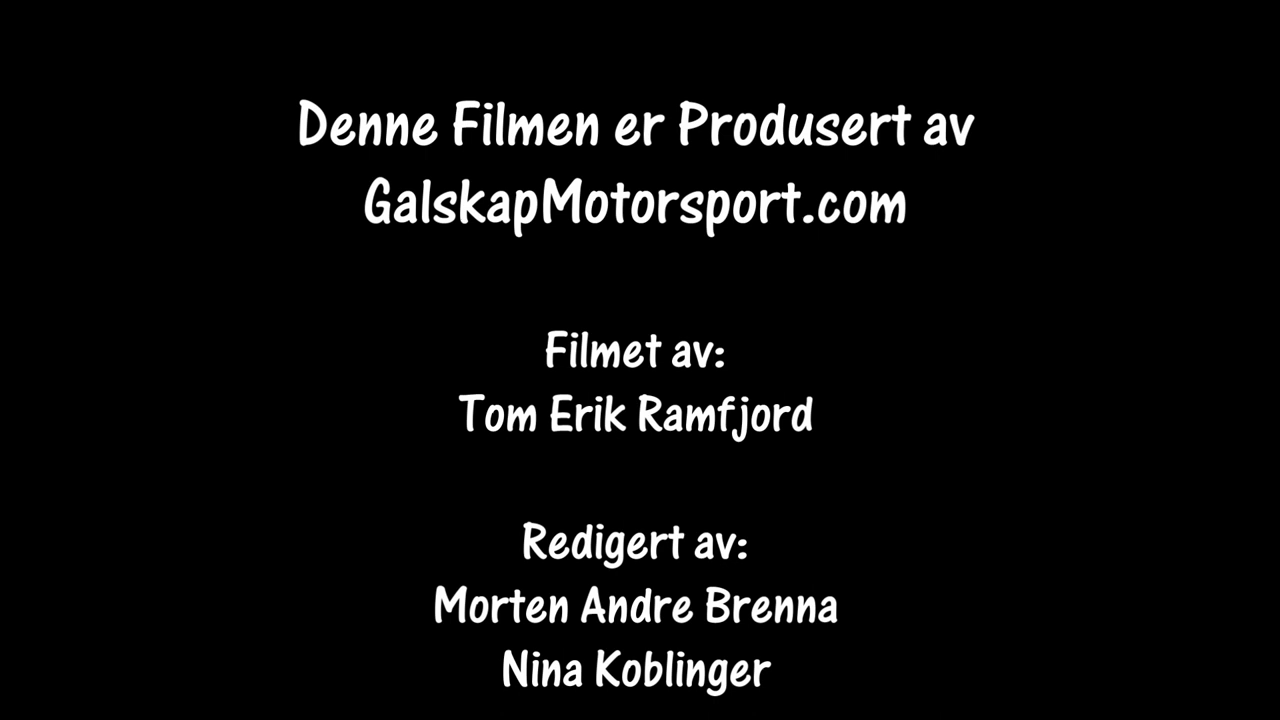 Denne Filmen er Produsert av
GalskapMotorsport.com
Filmet av:
Tom Erik Ramfjord
Redigert av:
Morten Andre Brenna
Nina Koblinger